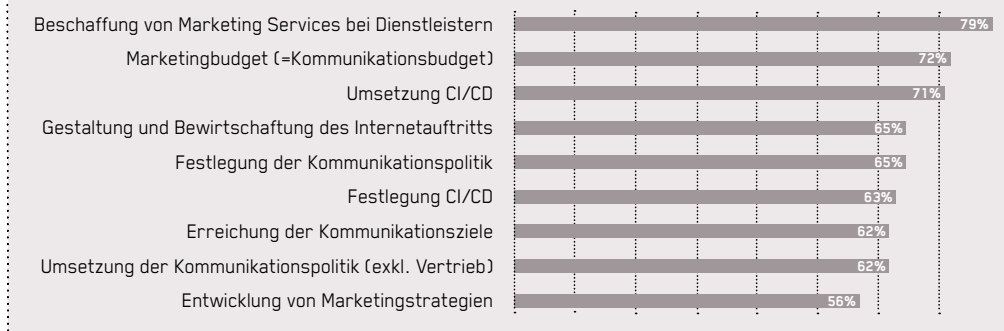 Beschaffung von Marketing Services bei Dienstleistern 79%
Marketingbudget (=Kommunikationsbudget) 72%
Umsetzung CI/CD 71%
Gestaltung und Bewirtschaftung des Internetauftritts 65%
Festlegung der Kommunikationspolitik 65%
Festlegung CI/CD 63%
Erreichung der Kommunikationsziele 62%
Umsetzung der Kommunikationspolitik (exkl. Vertrieb) 62%
Entwicklung von Marketingstrategien 56%